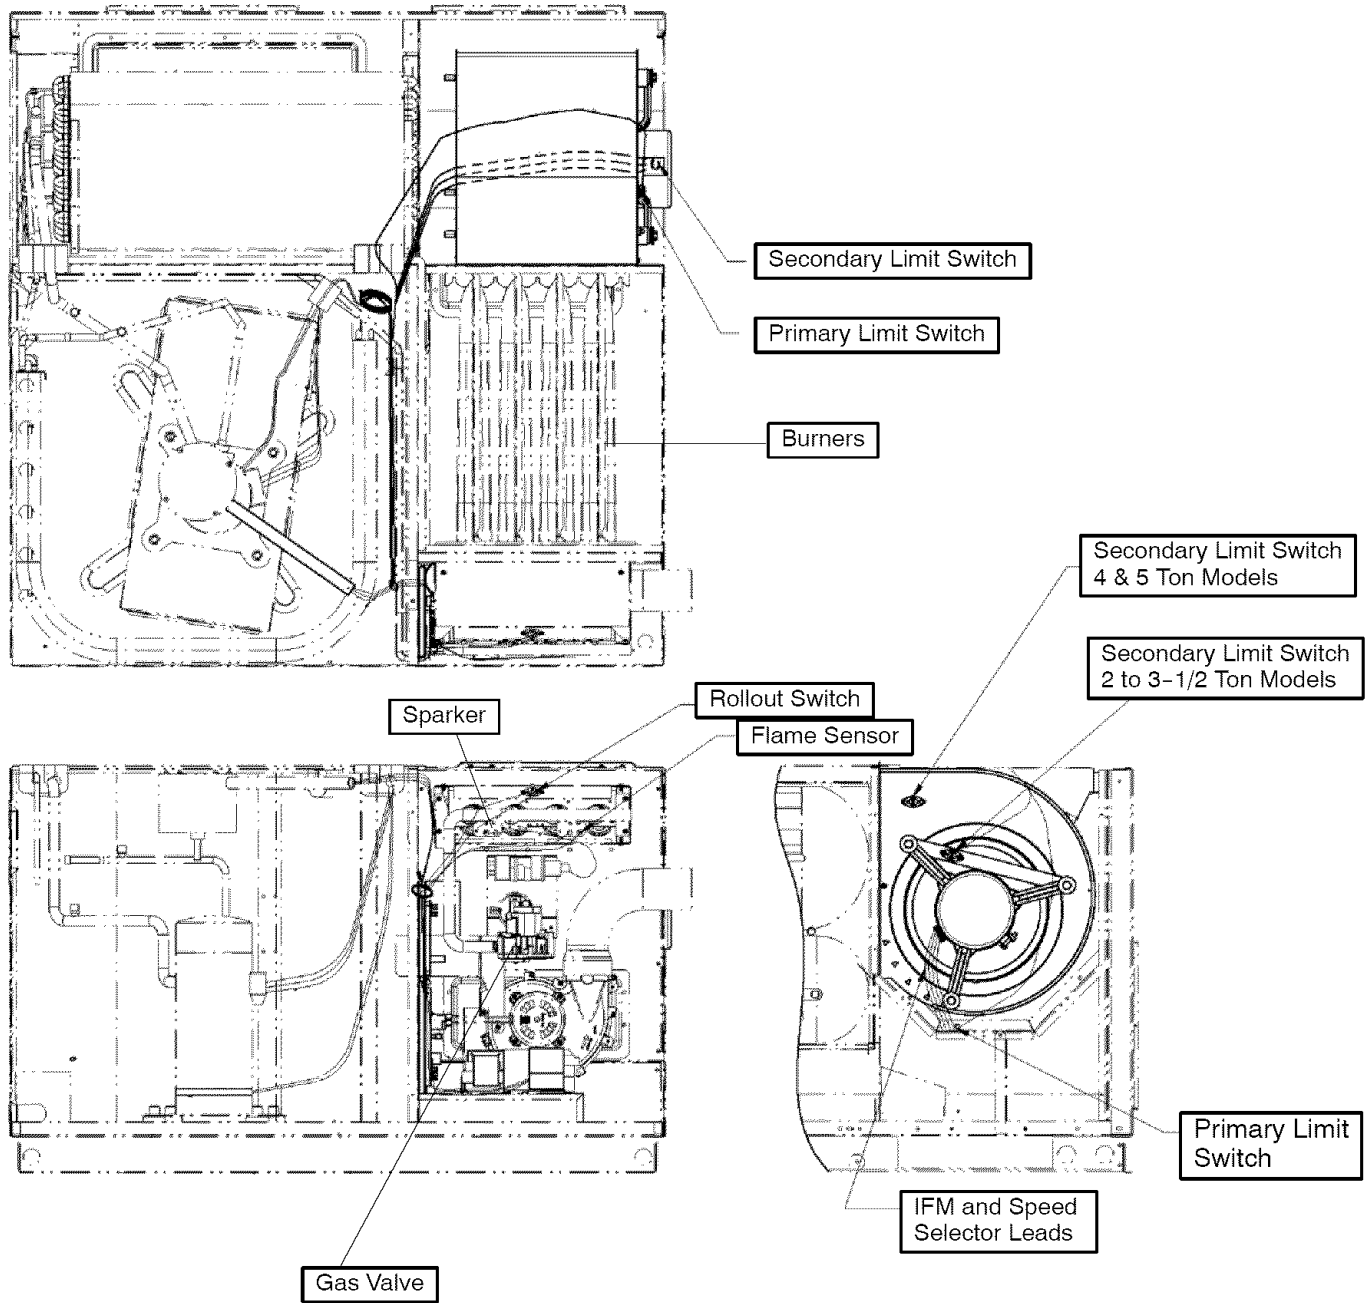 Secondary Limit Switch
Primary Limit Switch
Burners
Secondary Limit Switch
4 & 5 Ton Models
Secondary Limit Switch
2 to 3-1/2 Ton Models
Rollout Switch
Sparker
Flame Sensor
Primary Limit
Switch
IFM and Speed
Selector Leads
Gas Valve